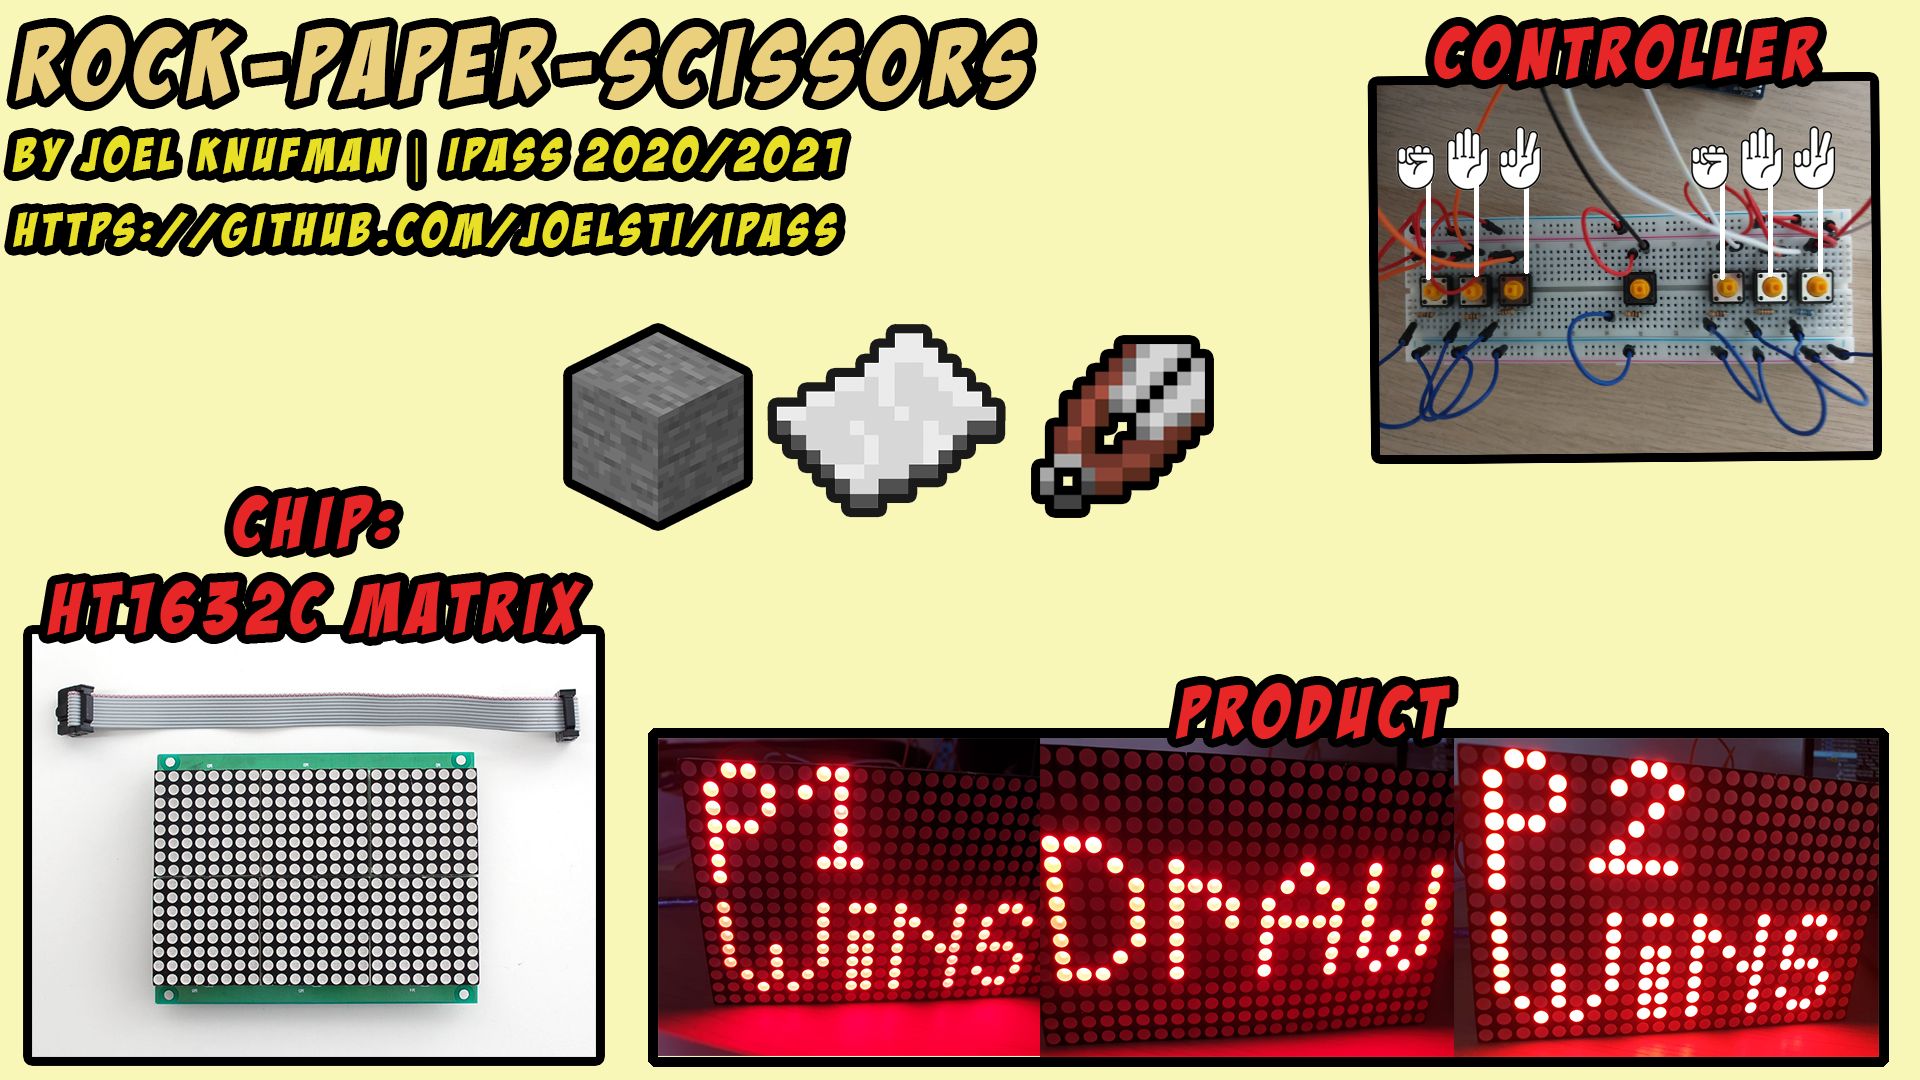 ROCK-PAPER-SCISSORS
BY JOEL KNUFMAN | IPASS 2020/2021
HTTPS://GITHUB.COM/JOELSTI/IPASS
CONTROLLER
CHIP:
HT1632C MATRIX
PRODUCT
P1
WINS
DrAW
P2
WINS